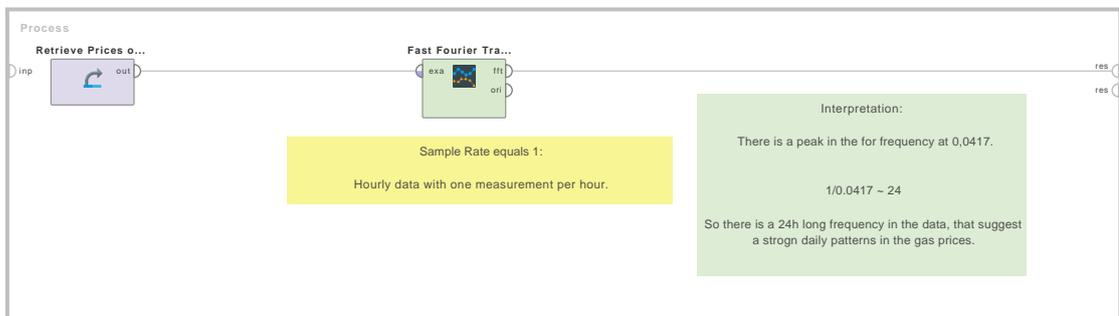 Process
Retrieve Prices o...
Fast Fourier Tra...
inp
out
exa
fft
ori
res
res
Sample Rate equals 1:
Hourly data with one measurement per hour.
Interpretation:
There is a peak in the for frequency at 0,0417.
1/0.0417 ~ 24
So there is a 24h long frequency in the data, that suggest
a strogn daily patterns in the gas prices.